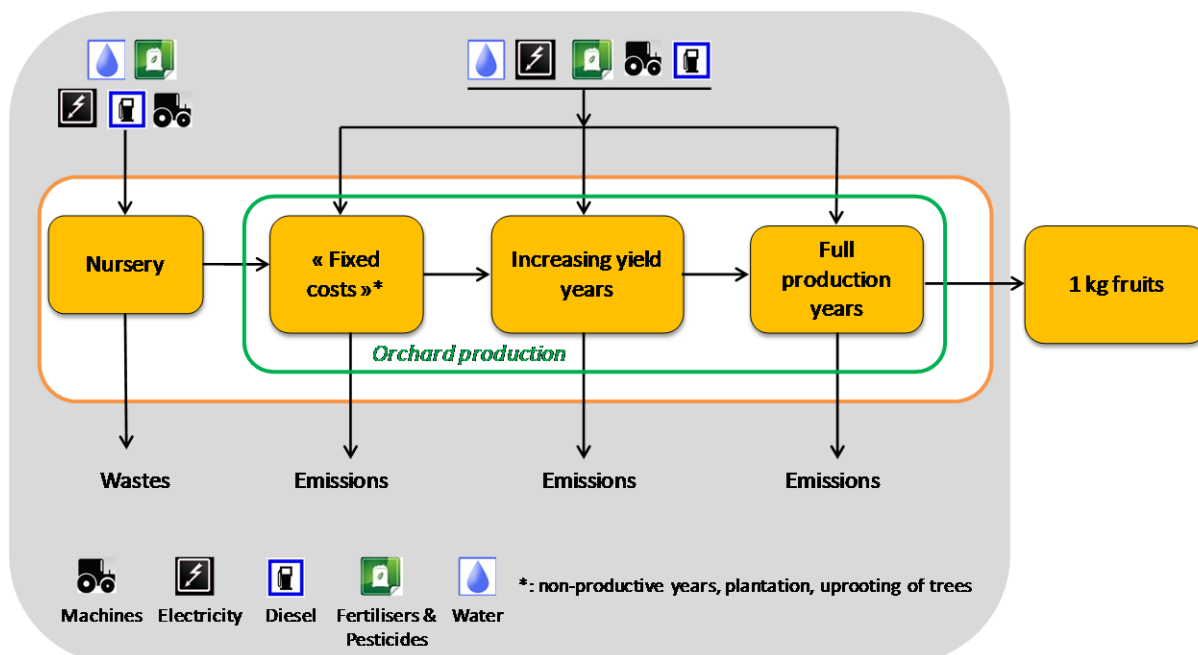 Nursery
« Fixed
costs »*
Increasing yield
years
Full
production
years
1 kg fruits
Orchard production
Wastes
Emissions
Emissions
Emissions
Machines
Electricity
Diesel
Fertilisers &
Pesticides
Water
*: non-productive years, plantation, uprooting of trees